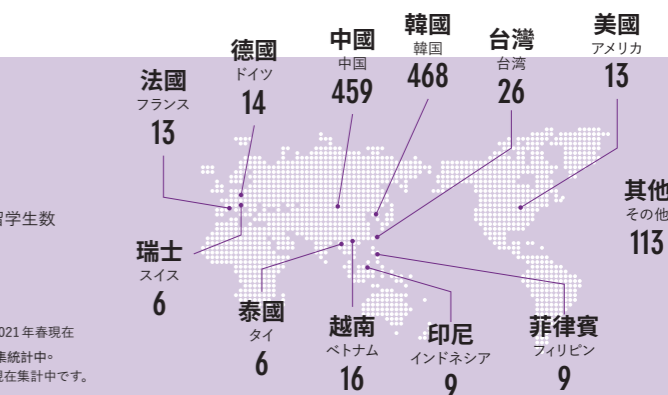 法國
フランス
13
德國
ドイツ
14
中國
中国
459
韓國
韓国
468
台灣
台湾
26
美國
アメリカ
13
其他
その他
113
留学生数
瑞士
スイス
6
泰國
タイ
6
越南
ベトナム
16
印尼
インドネシア
9
菲律賓
フィリピン
9
021年春現在
集統計中。
現在集計中です。